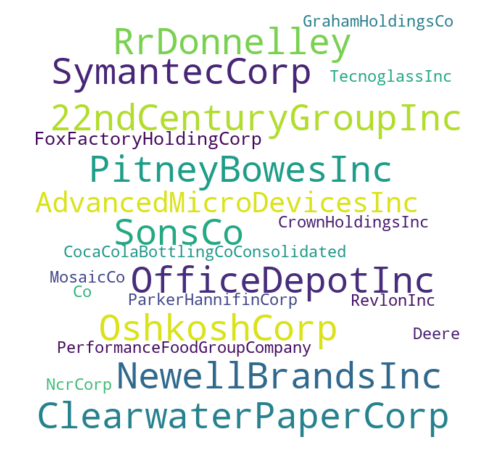 GrahamHoldingsCo
RrDonnelley
SymantecCorp
TecnoglassInc
22ndCenturyGroupInc
FoxFactoryHoldingCorp
PitneyBowesInc
AdvancedMicroDevicesInc
SonsCo
CrownHoldingsInc
CocaColaBottlingCoConsolidated
MosaicCo
OfficeDepotInc
Co
ParkerHannifinCorp
RevlonInc
OshkoshCorp
Deere
PerformanceFoodGroupCompany
NewellBrandsInc
NcrCorp
ClearwaterPaperCorp